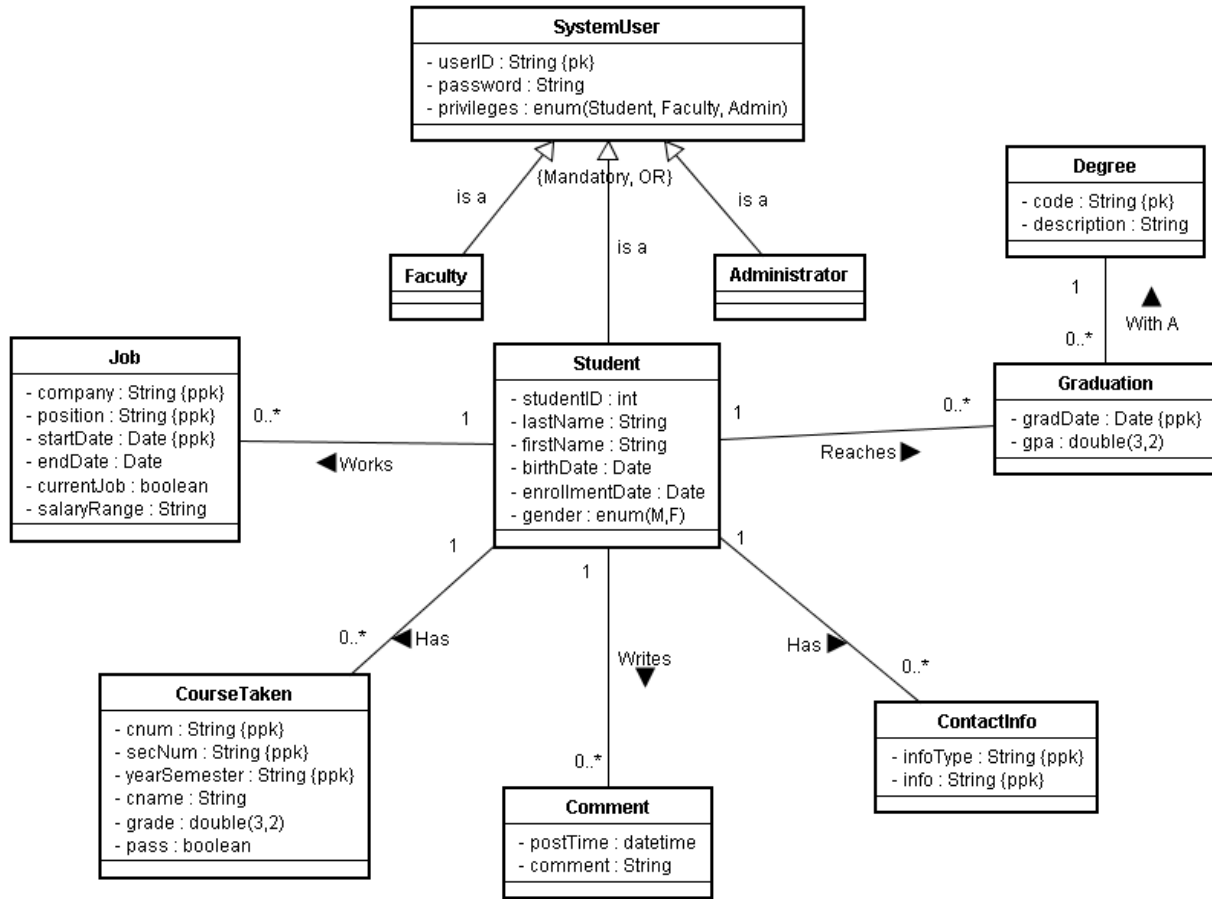 SystemUser
- userID : String {pk}
- password : String
- privileges : enum(Student, Faculty, Admin)
{Mandatory, OR}
is a
is a
is a
Faculty
Administrator
Degree
- code : String {pk}
- description : String
1
With A
0..*
Job
- company : String {ppk}
- position : String {ppk}
- startDate : Date {ppk}
- endDate : Date
- currentJob : boolean
- salaryRange : String
0..*
1
Works
Student
- studentID : int
- lastName : String
- firstName : String
- birthDate : Date
- enrollmentDate : Date
- gender : enum(M,F)
1
0..*
Reaches
Graduation
- gradDate : Date {ppk}
- gpa : double(3,2)
1
0..*
Has
1
Writes
0..*
1
Has
0..*
CourseTaken
- cnum : String {ppk}
- secNum : String {ppk}
- yearSemester : String {ppk}
- cname : String
- grade : double(3,2)
- pass : boolean
Comment
- postTime : datetime
- comment : String
ContactInfo
- infoType : String {ppk}
- info : String {ppk}